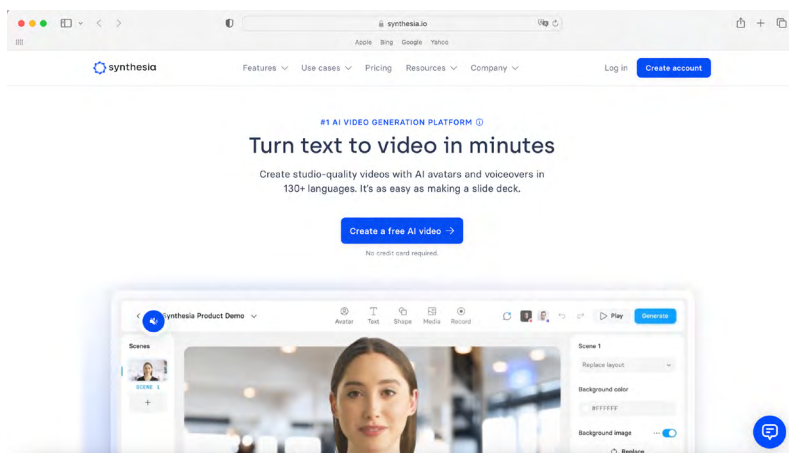 synthesia.io
Apple Bing Google Yahoo
synthesia Features Use cases Pricing Resources Company Log in Create account
#1 AI VIDEO GENERATION PLATFORM
Turn text to video in minutes
Create studio-quality videos with AI avatars and voiceovers in
130+ languages. It's as easy as making a slide deck.
Create a free AI video →
No credit card required.
Synthesia Product Demo
Avatar Text Shape Media Record
Play
Generate
Scenes
SCENE 1
+
Scene 1
Replace layout
Background color
#FFFFFF
Background image
Replace